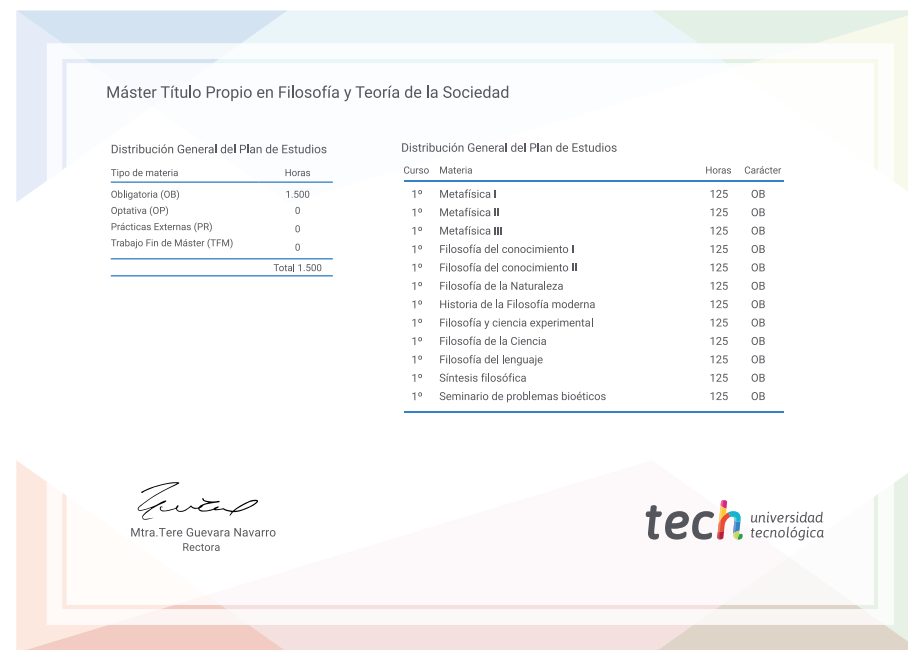 Máster Título Propio en Filosofía y Teoría de la Sociedad
Distribución General del Plan de Estudios
Tipo de materia Horas
Obligatoria (OB) 1.500
Optativa (OP) 0
Prácticas Externas (PR) 0
Trabajo Fin de Máster (TFM) 0
Total 1.500
Distribución General del Plan de Estudios
Curso Materia Horas Carácter
1º Metafísica I 125 OB
1º Metafísica II 125 OB
1º Metafísica III 125 OB
1º Filosofía del conocimiento I 125 OB
1º Filosofía del conocimiento II 125 OB
1º Filosofía de la Naturaleza 125 OB
1º Historia de la Filosofía moderna 125 OB
1º Filosofía y ciencia experimental 125 OB
1º Filosofía de la Ciencia 125 OB
1º Filosofía del lenguaje 125 OB
1º Síntesis filosófica 125 OB
1º Seminario de problemas bioéticos 125 OB
Mtra.Tere Guevara Navarro
Rectora
tech universidad
tecnológica